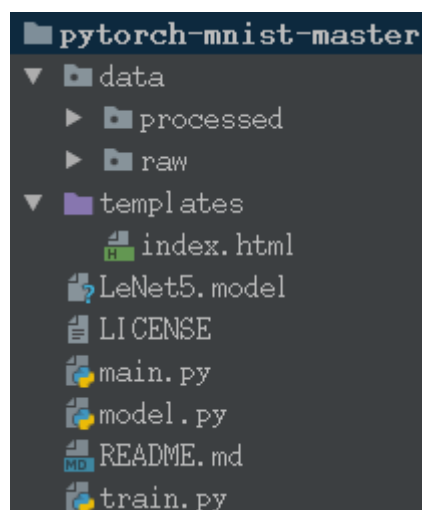 pytorch-mnist-master
data
processed
raw
templates
index.html
LeNet5.model
LICENSE
main.py
model.py
README.md
train.py